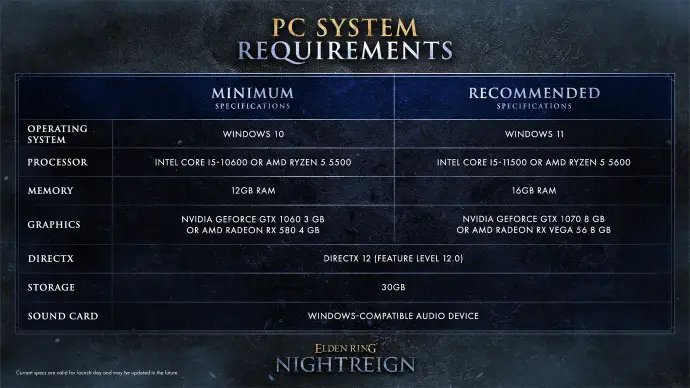 PC SYSTEM
REQUIREMENTS
MINIMUM
SPECIFICATIONS
RECOMMENDED
SPECIFICATIONS
OPERATING
SYSTEM
WINDOWS 10
WINDOWS 11
PROCESSOR
INTEL CORE I5-10600 OR AMD RYZEN 5 5500
INTEL CORE I5-11500 OR AMD RYZEN 5 5600
MEMORY
12GB RAM
16GB RAM
GRAPHICS
NVIDIA GEFORCE GTX 1060 3 GB
OR AMD RADEON RX 580 4 GB
NVIDIA GEFORCE GTX 1070 8 GB
OR AMD RADEON RX VEGA 56 8 GB
DIRECTX
DIRECTX 12 (FEATURE LEVEL 12.0)
STORAGE
30GB
SOUND CARD
WINDOWS-COMPATIBLE AUDIO DEVICE
ELDEN RING
NIGHTREIGN
Current specs are valid for launch day and may be updated in the future.